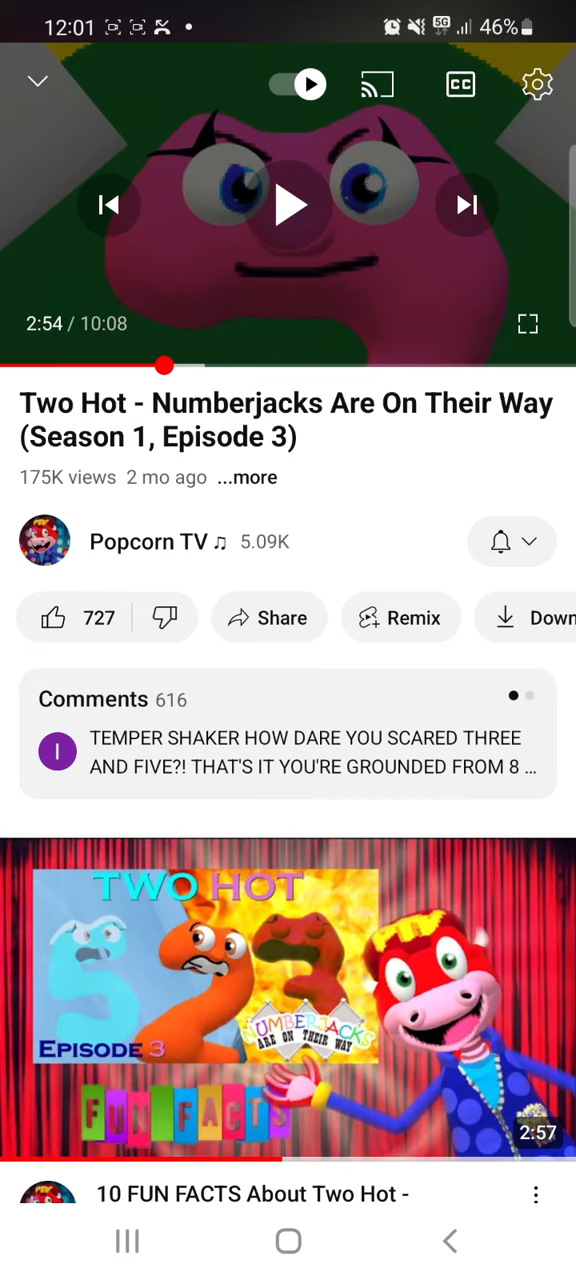 12:01
5G
46%
CC
2:54 / 10:08
Two Hot - Numberjacks Are On Their Way
(Season 1, Episode 3)
175K views 2 mo ago ...more
Popcorn TV ♫ 5.09K
727
Share
Remix
Down
Comments 616
I
TEMPER SHAKER HOW DARE YOU SCARED THREE
AND FIVE?! THAT'S IT YOU'RE GROUNDED FROM 8 ...
TWO HOT
NUMBERJACKS
ARE ON THEIR WAY
EPISODE 3
FUN FACTS
2:57
10 FUN FACTS About Two Hot -